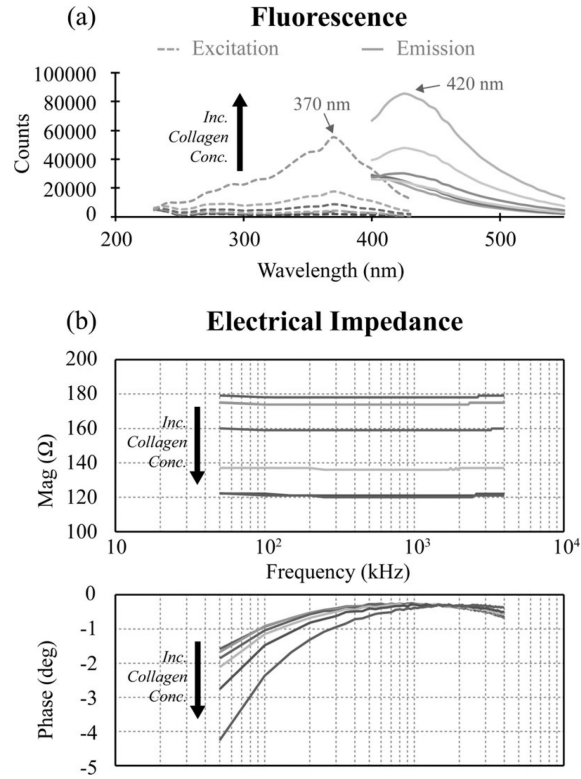 (a) Fluorescence
Excitation Emission
100000
80000
60000
40000
20000
0
Counts
Inc.
Collagen
Conc.
370 nm
420 nm
200 300 400 500
Wavelength (nm)
(b) Electrical Impedance
200
180
160
140
120
100
Mag (Ω)
Inc.
Collagen
Conc.
10 10² 10³ 10⁴
Frequency (kHz)
0
-1
-2
-3
-4
-5
Phase (deg)
Inc.
Collagen
Conc.